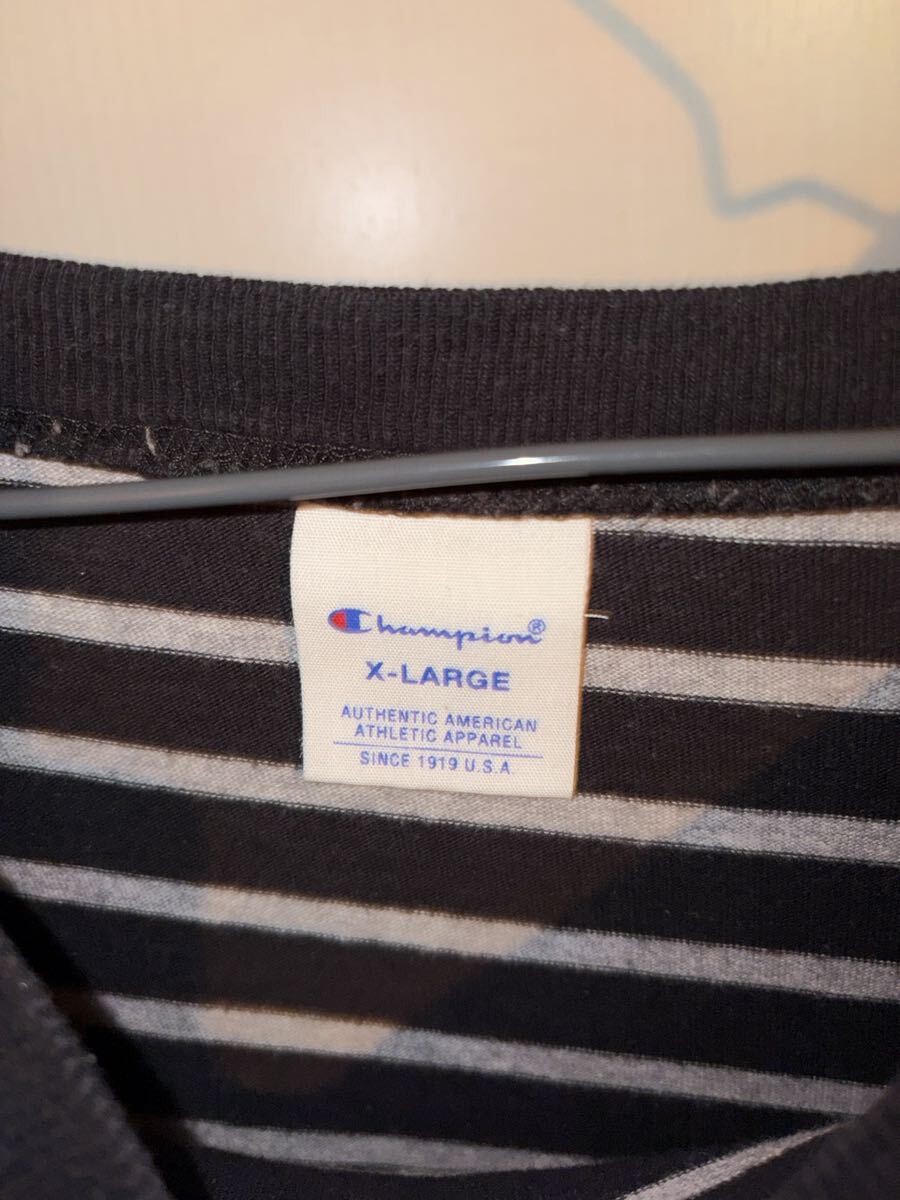 Champion®
X-LARGE
AUTHENTIC AMERICAN
ATHLETIC APPAREL
SINCE 1919 U.S.A.